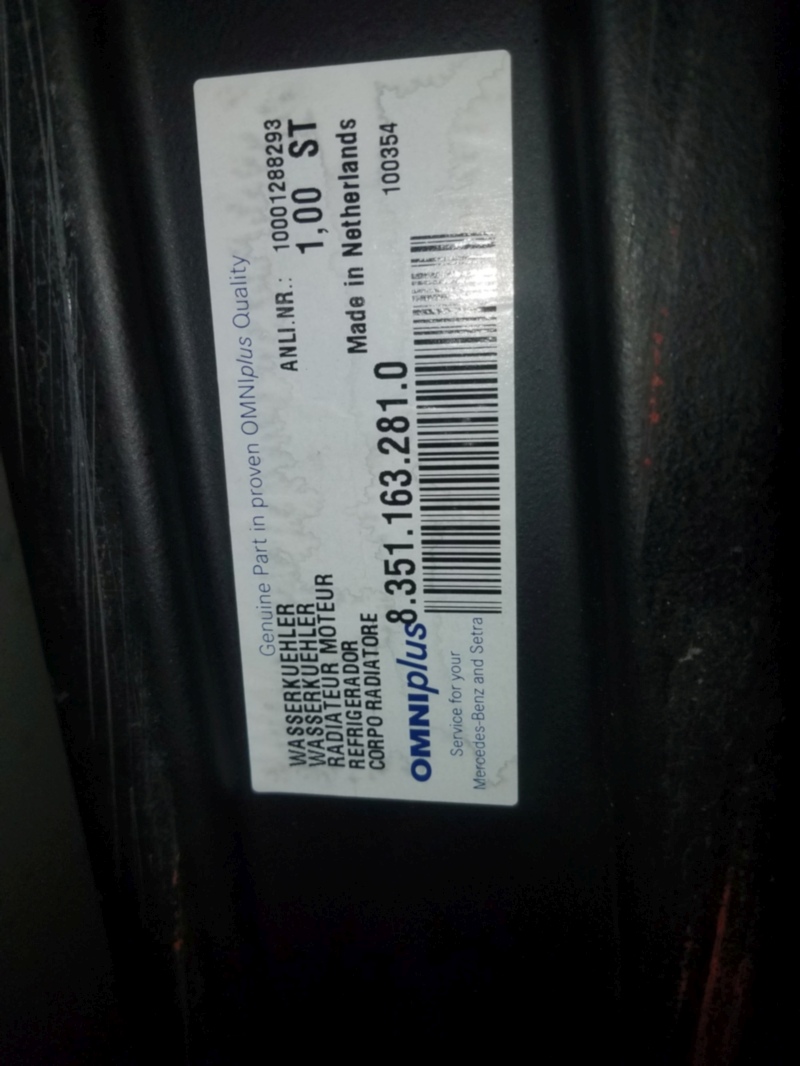 Genuine Part in proven OMNIplus Quality
WASSERKUEHLER
ANLI.NR.: 10001288293
WASSERKUEHLER
1,00 ST
RADIATEUR MOTEUR
REFRIGERADOR
Made in Netherlands
CORPO RADIATORE
100354
8.351.163.281.0
OMNIplus
Service for your
Mercedes-Benz and Setra